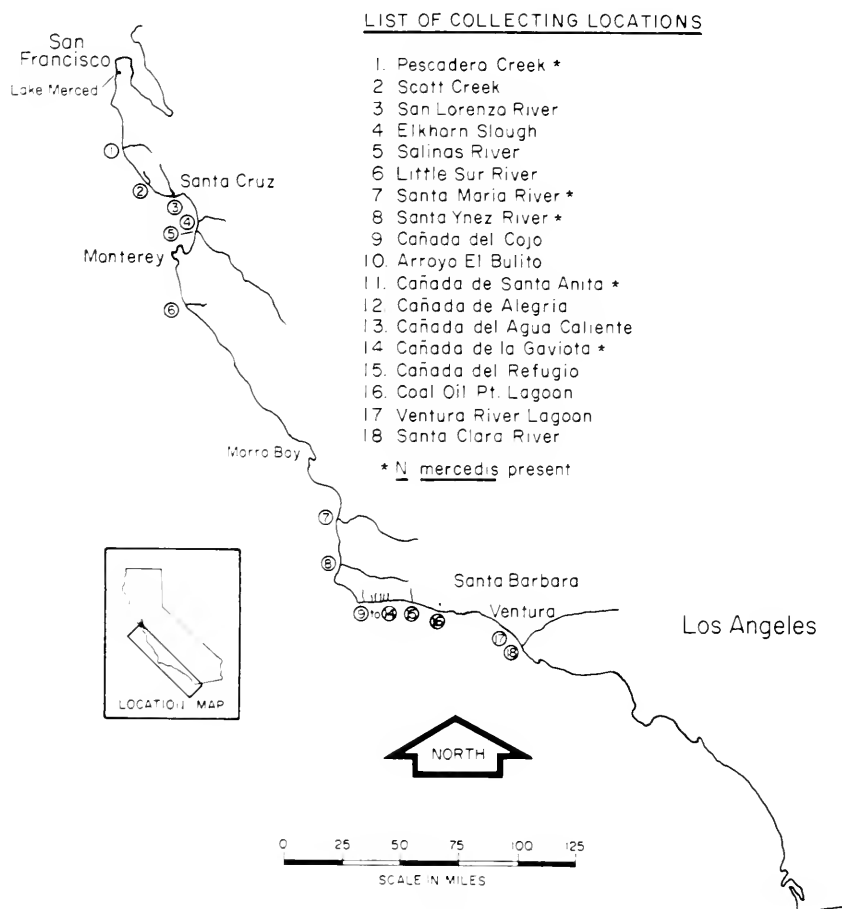 LIST OF COLLECTING LOCATIONS
1. Pescadero Creek *
2 Scott Creek
3 San Lorenzo River
4 Elkhorn Slough
5 Salinas River
6 Little Sur River
7 Santa Maria River *
8 Santa Ynez River *
9 Cañada del Cojo
10. Arroyo El Bulito
11. Cañada de Santa Anita *
12. Cañada de Alegria
13. Cañada del Agua Caliente
14 Cañada de la Gaviota *
15. Cañada del Refugio
16. Coal Oil Pt. Lagoon
17 Ventura River Lagoon
18 Santa Clara River
* N mercedis present
San
Francisco
Lake Merced
1
2
Santa Cruz
3
4
5
Monterey
6
Morro Bay
7
8
Santa Barbara
9 to 14 15 16
Ventura
17
18
Los Angeles
LOCATION MAP
NORTH
0 25 50 75 100 125
SCALE IN MILES